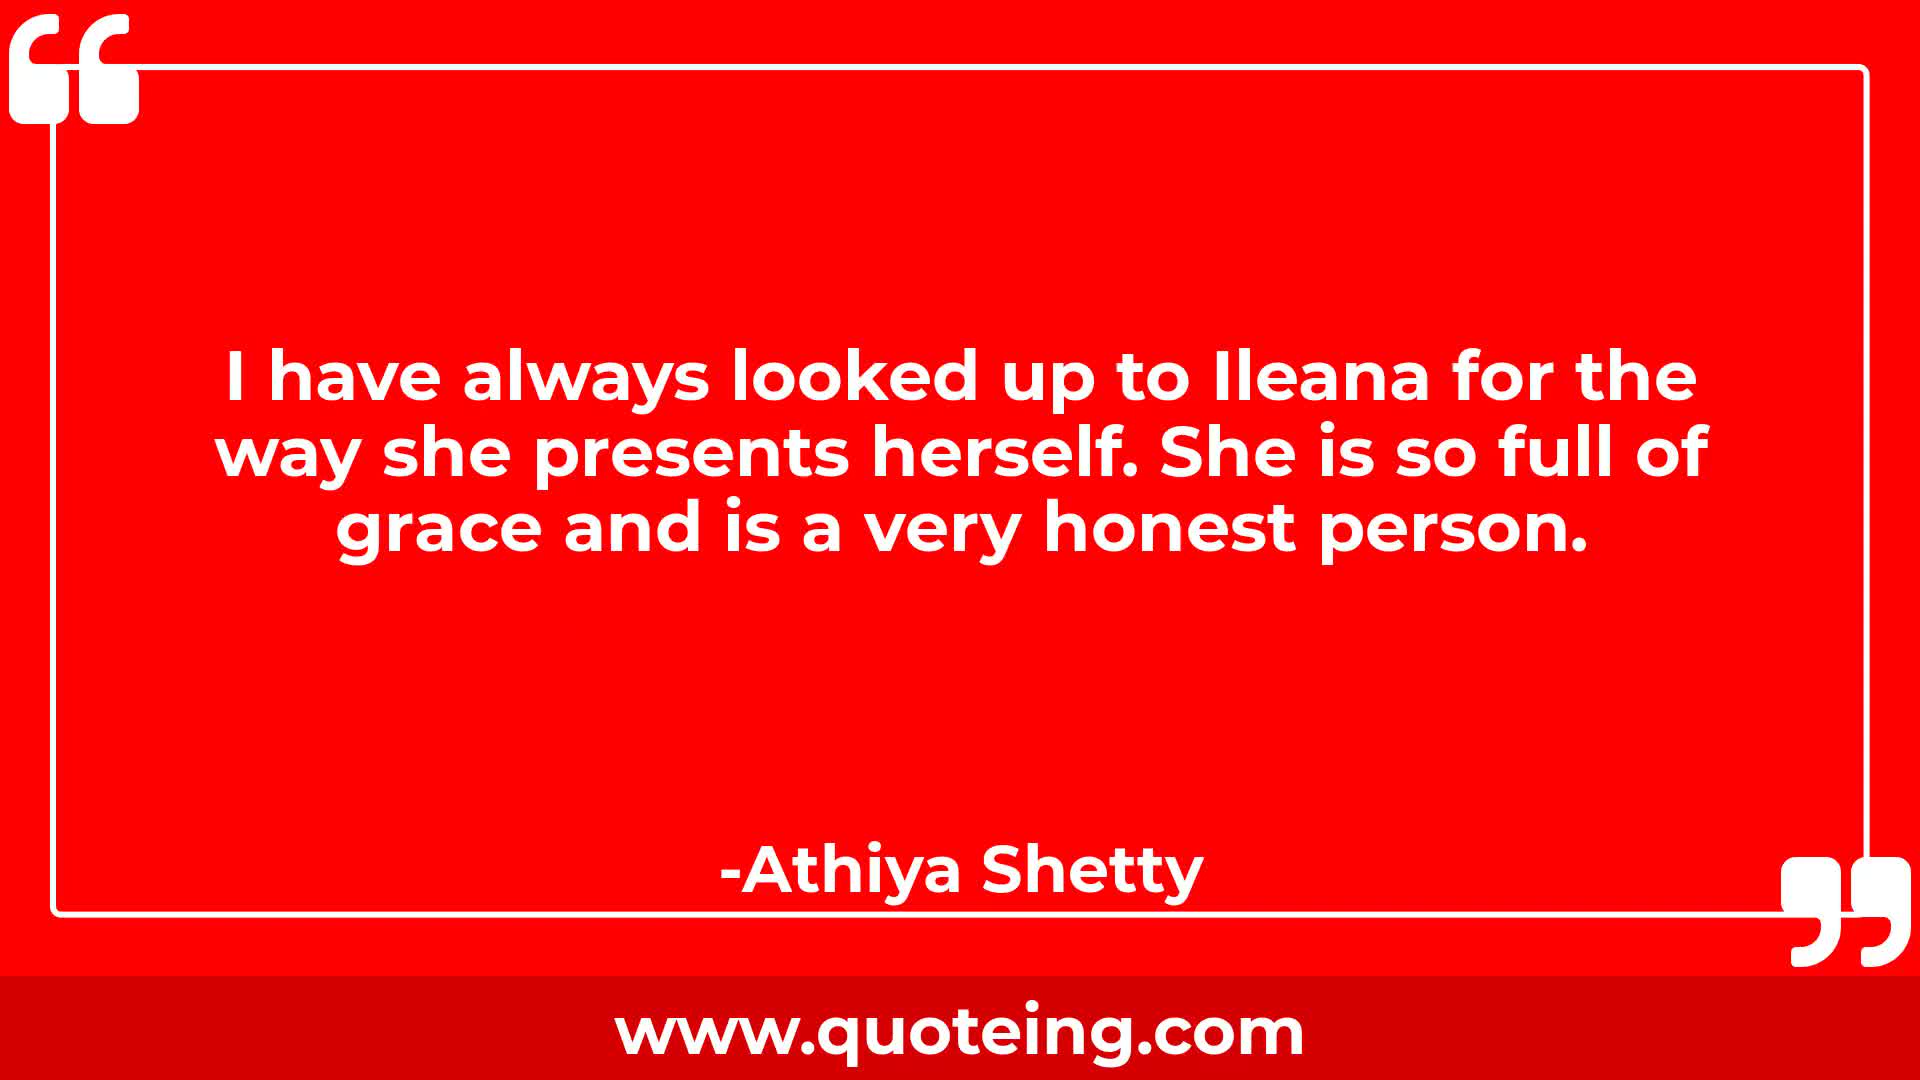 I have always looked up to Ileana for the
way she presents herself. She is so full of
grace and is a very honest person.
-Athiya Shetty
www.quoteing.com